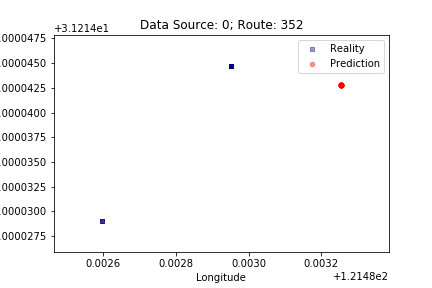 Data Source: 0; Route: 352
+3.1214e1
.0000475
.0000450
.0000425
.0000400
.0000375
.0000350
.0000325
.0000300
.0000275
Reality
Prediction
0.0026 0.0028 0.0030 0.0032
+1.2148e2
Longitude